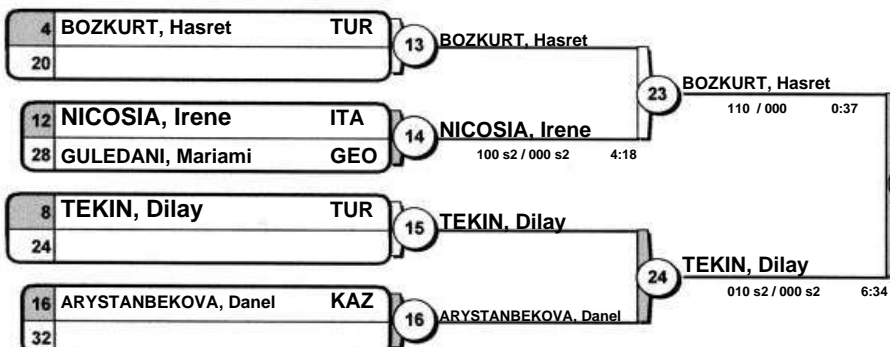 4 BOZKURT, Hasret TUR
20
13
BOZKURT, Hasret
12 NICOSIA, Irene ITA
28 GULEDANI, Mariami GEO
14
NICOSIA, Irene
100 s2 / 000 s2 4:18
23
BOZKURT, Hasret
110 / 000 0:37
8 TEKIN, Dilay TUR
24
15
TEKIN, Dilay
16 ARYSTANBEKOVA, Danel KAZ
32
16
ARYSTANBEKOVA, Danel
24
TEKIN, Dilay
010 s2 / 000 s2 6:34